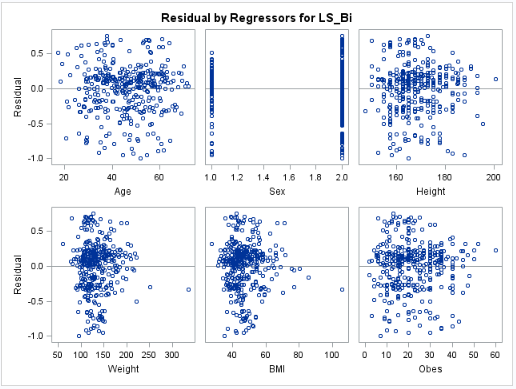 Residual by Regressors for LS_Bi
Residual
0.5
0.0
-0.5
-1.0
20 40 60
Age
1.0 1.2 1.4 1.6 1.8 2.0
Sex
160 180 200
Height
Residual
0.5
0.0
-0.5
-1.0
50 100 150 200 250 300
Weight
40 60 80 100
BMI
0 10 20 30 40 50 60
Obes